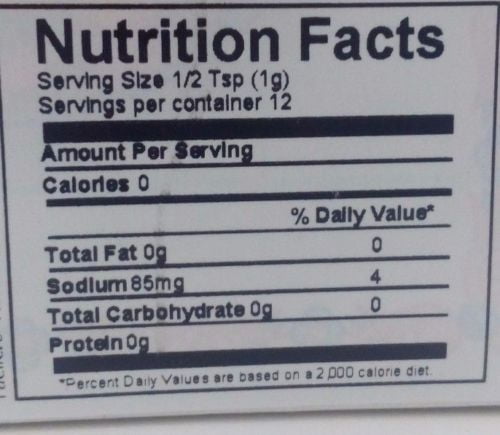 Nutrition Facts
Serving Size 1/2 Tsp (1g)
Servings per container 12
Amount Per Serving
Calories 0
% Daily Value*
Total Fat 0g 0
Sodium 85mg 4
Total Carbohydrate 0g 0
Protein 0g
*Percent Daily Values are based on a 2,000 calorie diet.